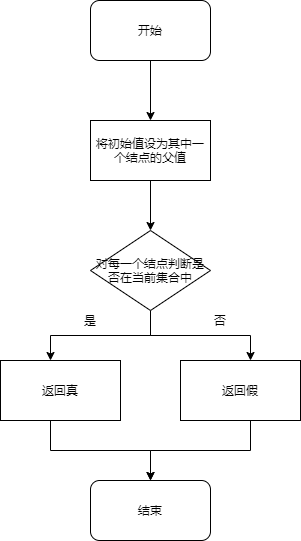 开始
将初始值设为其中一
个结点的父值
对每一个结点判断是
否在当前集合中
是
否
返回真
返回假
结束